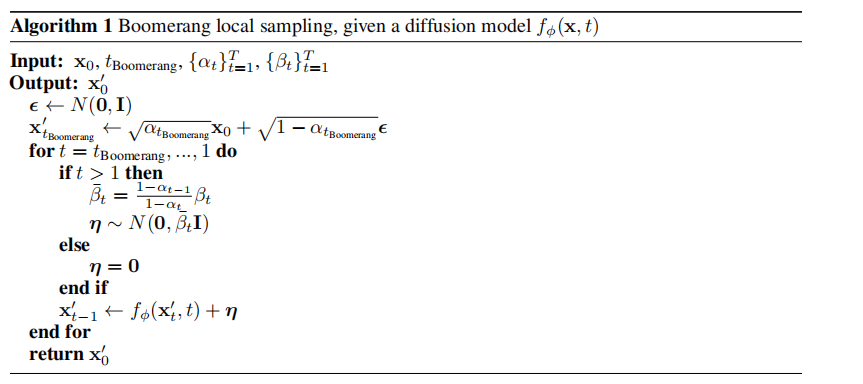 Algorithm 1 Boomerang local sampling, given a diffusion model $f_\phi(\mathbf{x}, t)$
Input: $\mathbf{x}_0, t_{\text{Boomerang}}, \{\alpha_t\}_{t=1}^T, \{\beta_t\}_{t=1}^T$
Output: $\mathbf{x}'_0$
$\boldsymbol{\epsilon} \leftarrow N(\mathbf{0}, \mathbf{I})$
$\mathbf{x}'_{t_{\text{Boomerang}}} \leftarrow \sqrt{\alpha_{t_{\text{Boomerang}}}} \mathbf{x}_0 + \sqrt{1 - \alpha_{t_{\text{Boomerang}}}} \boldsymbol{\epsilon}$
for $t = t_{\text{Boomerang}}, ..., 1$ do
if $t > 1$ then
$\bar{\beta}_t = \frac{1-\alpha_{t-1}}{1-\alpha_t} \beta_t$
$\boldsymbol{\eta} \sim N(\mathbf{0}, \bar{\beta}_t \mathbf{I})$
else
$\boldsymbol{\eta} = \mathbf{0}$
end if
$\mathbf{x}'_{t-1} \leftarrow f_\phi(\mathbf{x}'_t, t) + \boldsymbol{\eta}$
end for
return $\mathbf{x}'_0$